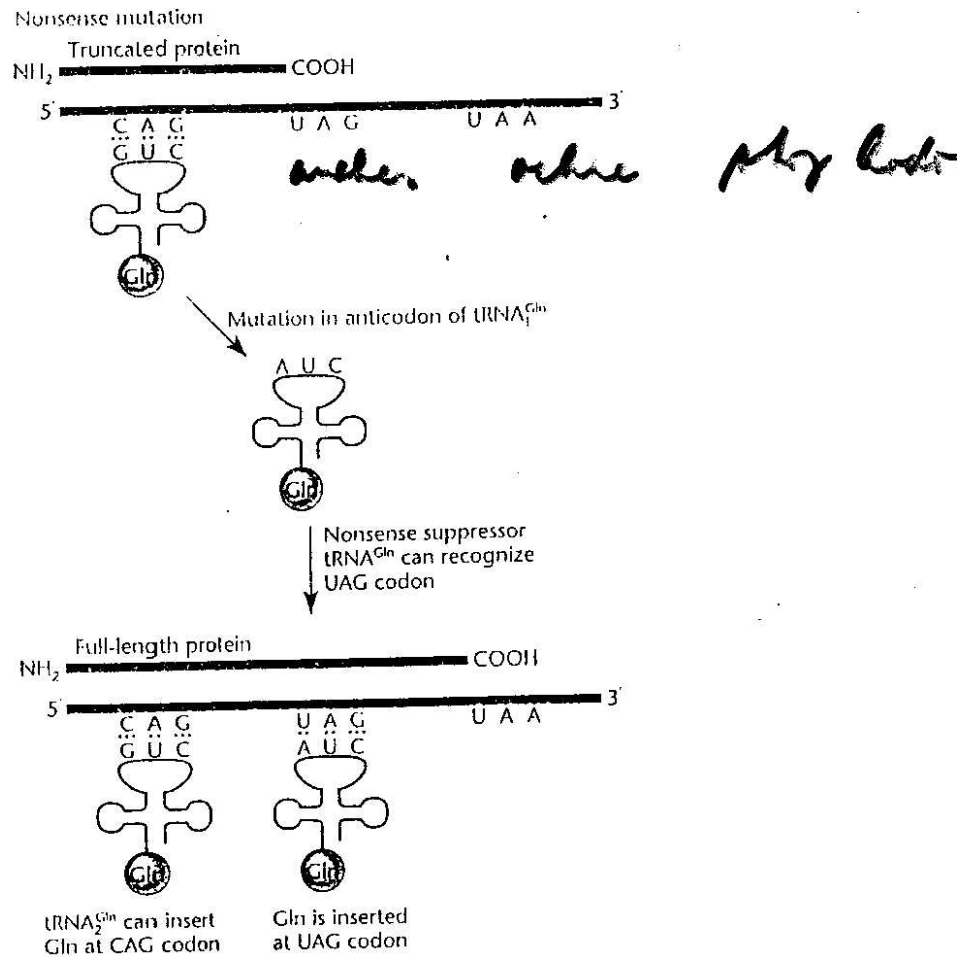 Nonsense mutation
Truncated protein
NH₂ COOH
5' 3'
C A G U A G U A A
G U C
ochre
Gln
Mutation in anticodon of tRNA₁ᴳˡⁿ
A U C
Gln
Nonsense suppressor
tRNAᴳˡⁿ can recognize
UAG codon
Full-length protein
NH₂ COOH
5' 3'
C A G U A G U A A
G U C A U C
Gln Gln
tRNA₂ᴳˡⁿ can insert Gln is inserted
Gln at CAG codon at UAG codon